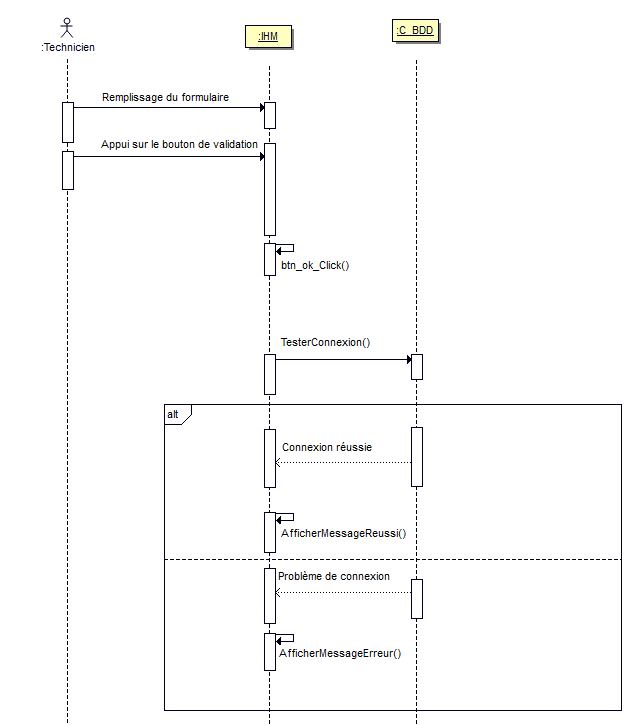 :Technicien
:IHM
:C_BDD
Remplissage du formulaire
Appui sur le bouton de validation
btn_ok_Click()
TesterConnexion()
alt
Connexion réussie
AfficherMessageReussi()
Problème de connexion
AfficherMessageErreur()